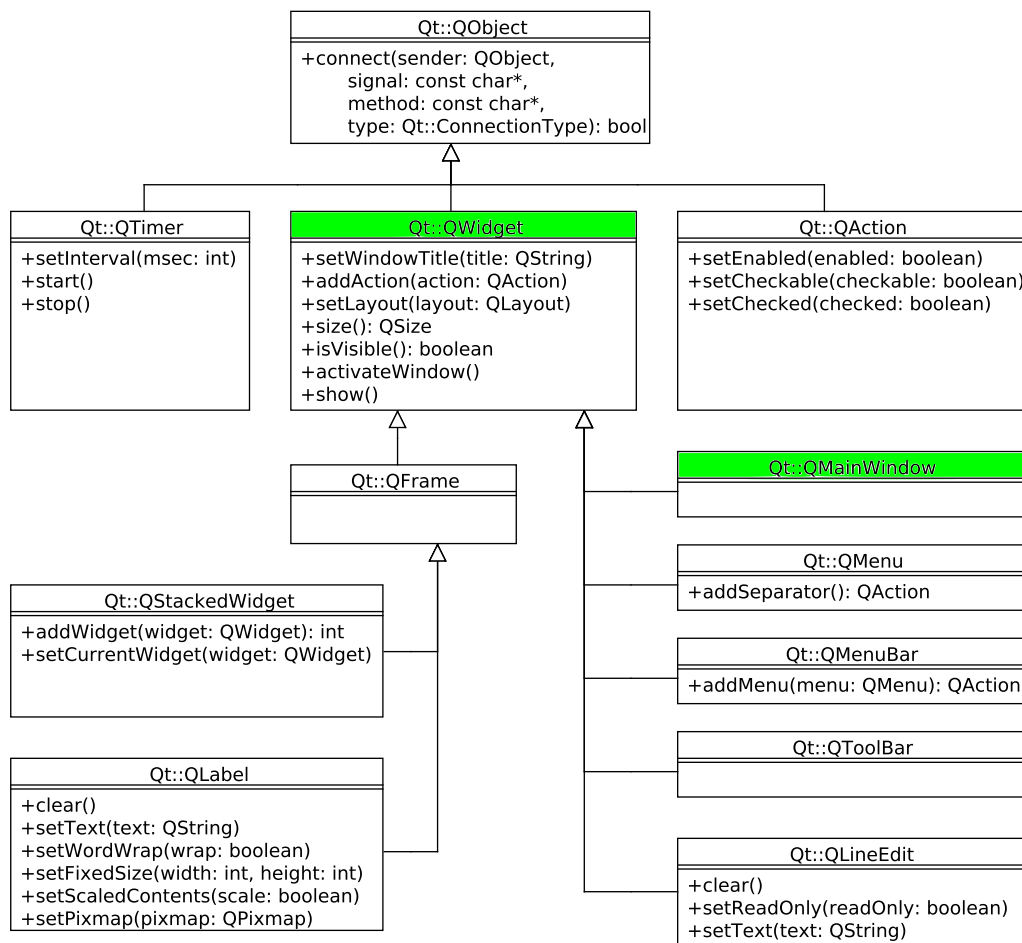 Qt::QObject
+connect(sender: QObject,
signal: const char*,
method: const char*,
type: Qt::ConnectionType): bool
Qt::QTimer
+setInterval(msec: int)
+start()
+stop()
Qt::QWidget
+setWindowTitle(title: QString)
+addAction(action: QAction)
+setLayout(layout: QLayout)
+size(): QSize
+isVisible(): boolean
+activateWindow()
+show()
Qt::QAction
+setEnabled(enabled: boolean)
+setCheckable(checkable: boolean)
+setChecked(checked: boolean)
Qt::QFrame
Qt::QMainWindow
Qt::QMenu
+addSeparator(): QAction
Qt::QStackedWidget
+addWidget(widget: QWidget): int
+setCurrentWidget(widget: QWidget)
Qt::QMenuBar
+addMenu(menu: QMenu): QAction
Qt::QToolBar
Qt::QLabel
+clear()
+setText(text: QString)
+setWordWrap(wrap: boolean)
+setFixedSize(width: int, height: int)
+setScaledContents(scale: boolean)
+setPixmap(pixmap: QPixmap)
Qt::QLineEdit
+clear()
+setReadOnly(readOnly: boolean)
+setText(text: QString)